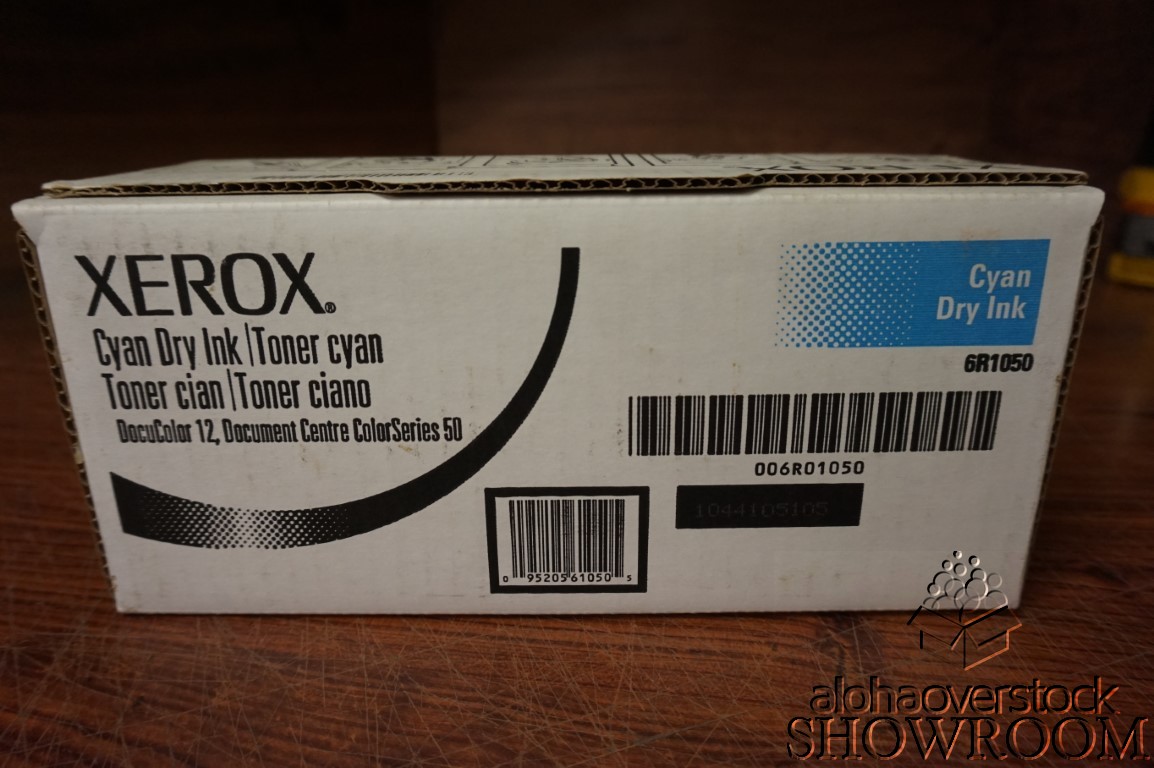 XEROX®
Cyan Dry Ink | Toner cyan
Toner cian | Toner ciano
DocuColor 12, Document Centre ColorSeries 50
Cyan
Dry Ink
6R1050
006R01050
1044105105
0 95205 61050 5
alohaoverstock
SHOWROOM